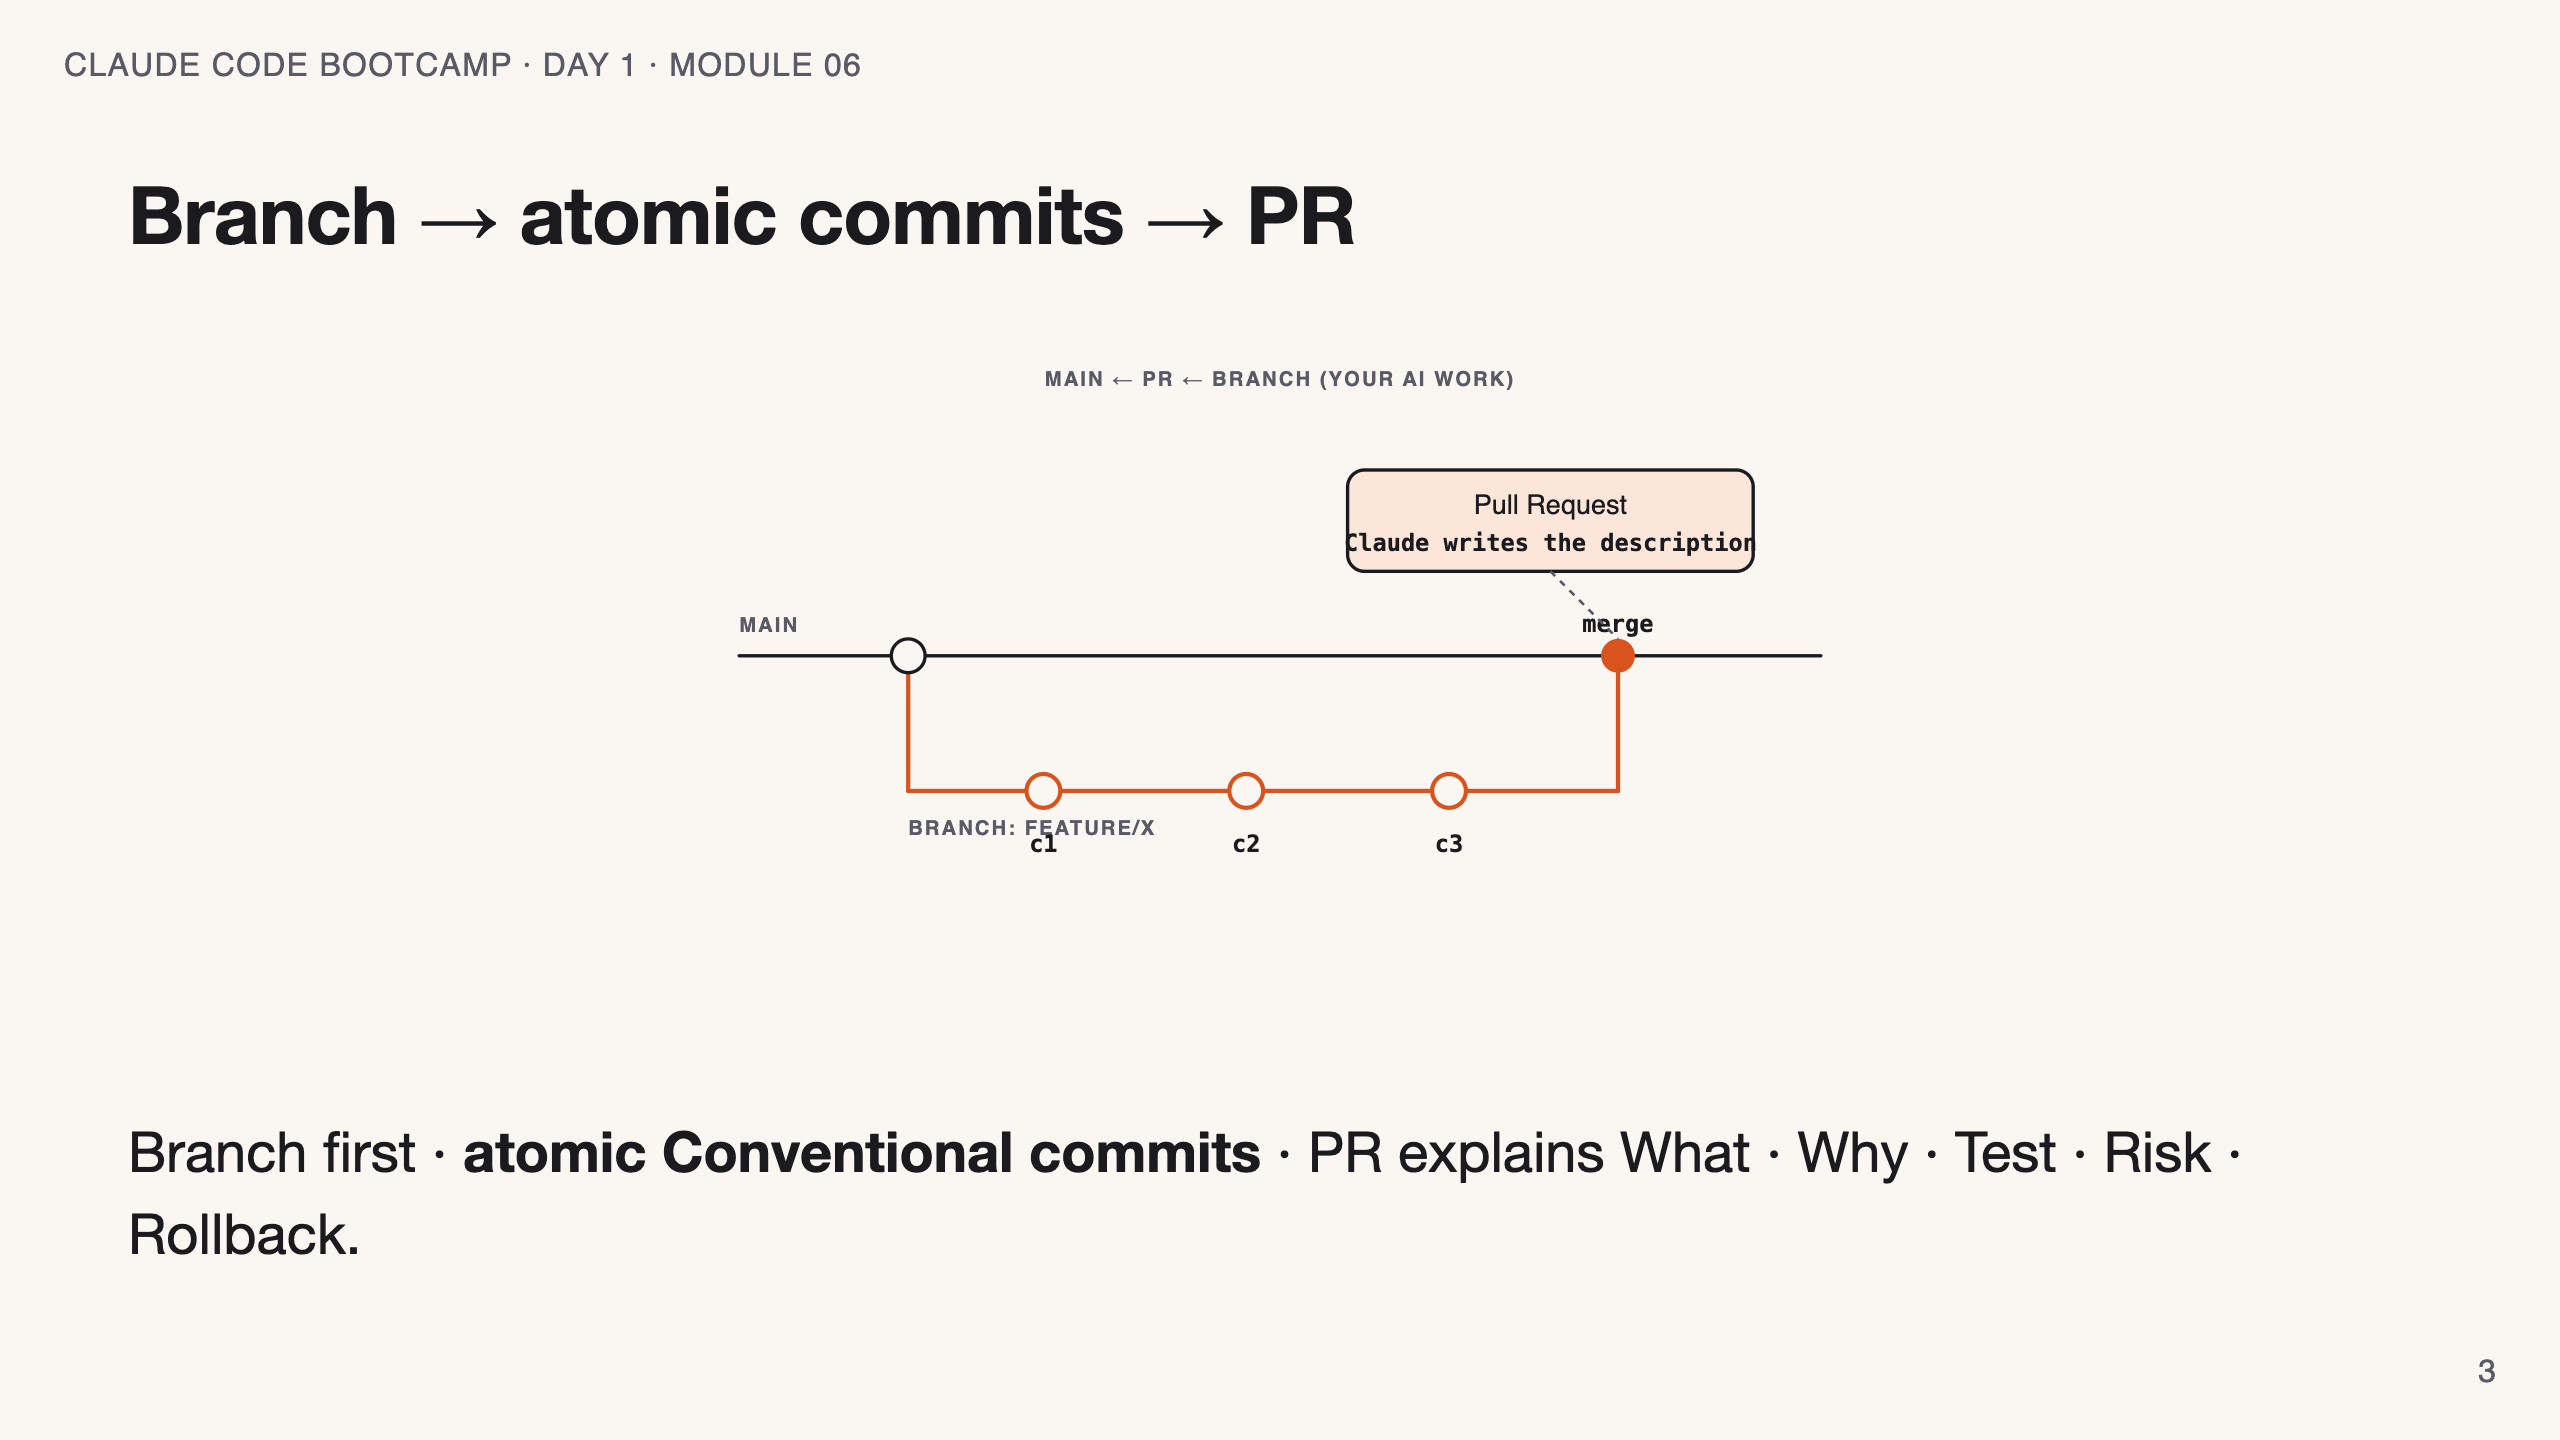 CLAUDE CODE BOOTCAMP · DAY 1 · MODULE 06
Branch → atomic commits → PR
MAIN ← PR ← BRANCH (YOUR AI WORK)
Pull Request
Claude writes the description
MAIN
merge
BRANCH: FEATURE/X
c1
c2
c3
Branch first · atomic Conventional commits · PR explains What · Why · Test · Risk ·
Rollback.
3